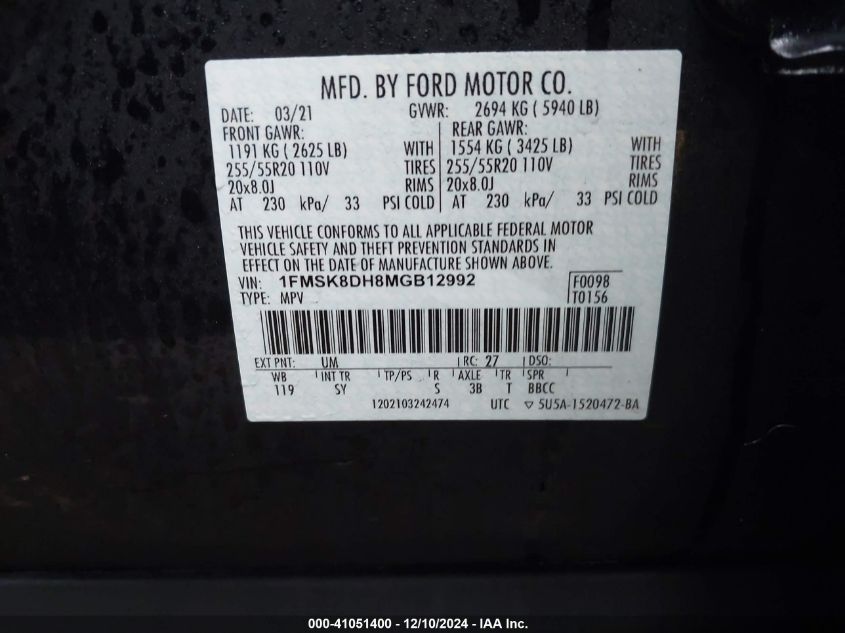 MFD. BY FORD MOTOR CO.
DATE: 03/21 GVWR: 2694 KG ( 5940 LB)
FRONT GAWR: REAR GAWR:
1191 KG ( 2625 LB) WITH 1554 KG ( 3425 LB) WITH
255/55R20 110V TIRES 255/55R20 110V TIRES
20x8.0J RIMS 20x8.0J RIMS
AT 230 kPa/ 33 PSI COLD AT 230 kPa/ 33 PSI COLD
THIS VEHICLE CONFORMS TO ALL APPLICABLE FEDERAL MOTOR
VEHICLE SAFETY AND THEFT PREVENTION STANDARDS IN
EFFECT ON THE DATE OF MANUFACTURE SHOWN ABOVE.
VIN: 1FMSK8DH8MGB12992 F0098
TYPE: MPV T0156
EXT PNT: UM RC: 27 DSO:
WB INT TR TP/PS R AXLE TR SPR
119 SY S 3B T BBCC
1202103242474 UTC ▽ 5U5A-1520472-BA
000-41051400 - 12/10/2024 - IAA Inc.